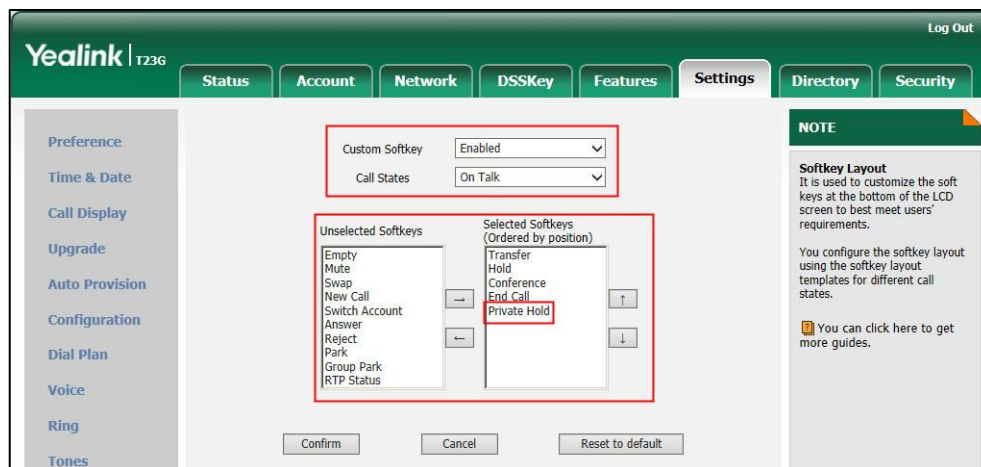 Log Out
Yealink T23G
Status Account Network DSSKey Features Settings Directory Security
Preference
Time & Date
Call Display
Upgrade
Auto Provision
Configuration
Dial Plan
Voice
Ring
Tones
Custom Softkey Enabled
Call States On Talk
Unselected Softkeys
Empty
Mute
Swap
New Call
Switch Account
Answer
Reject
Park
Group Park
RTP Status
→
←
Selected Softkeys
(Ordered by position)
Transfer
Hold
Conference
End Call
Private Hold
↑
↓
Confirm Cancel Reset to default
NOTE
Softkey Layout
It is used to customize the soft
keys at the bottom of the LCD
screen to best meet users'
requirements.
You configure the softkey layout
using the softkey layout
templates for different call
states.
? You can click here to get
more guides.